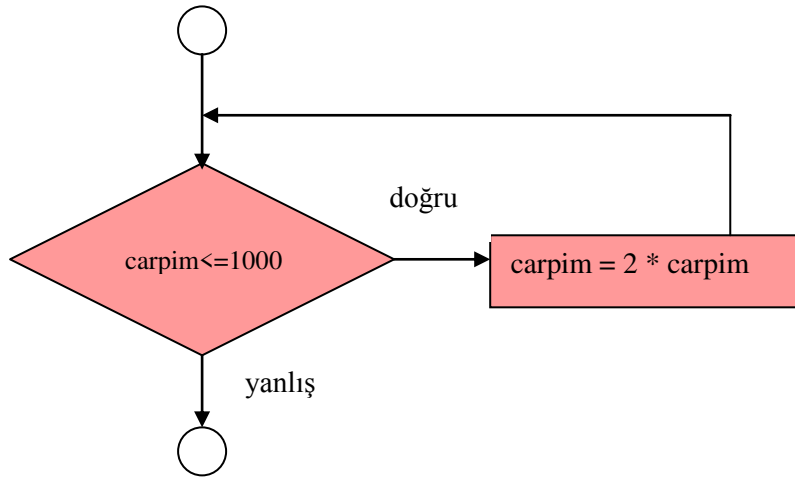 doğru
carpim<=1000
carpim = 2 * carpim
yanlış